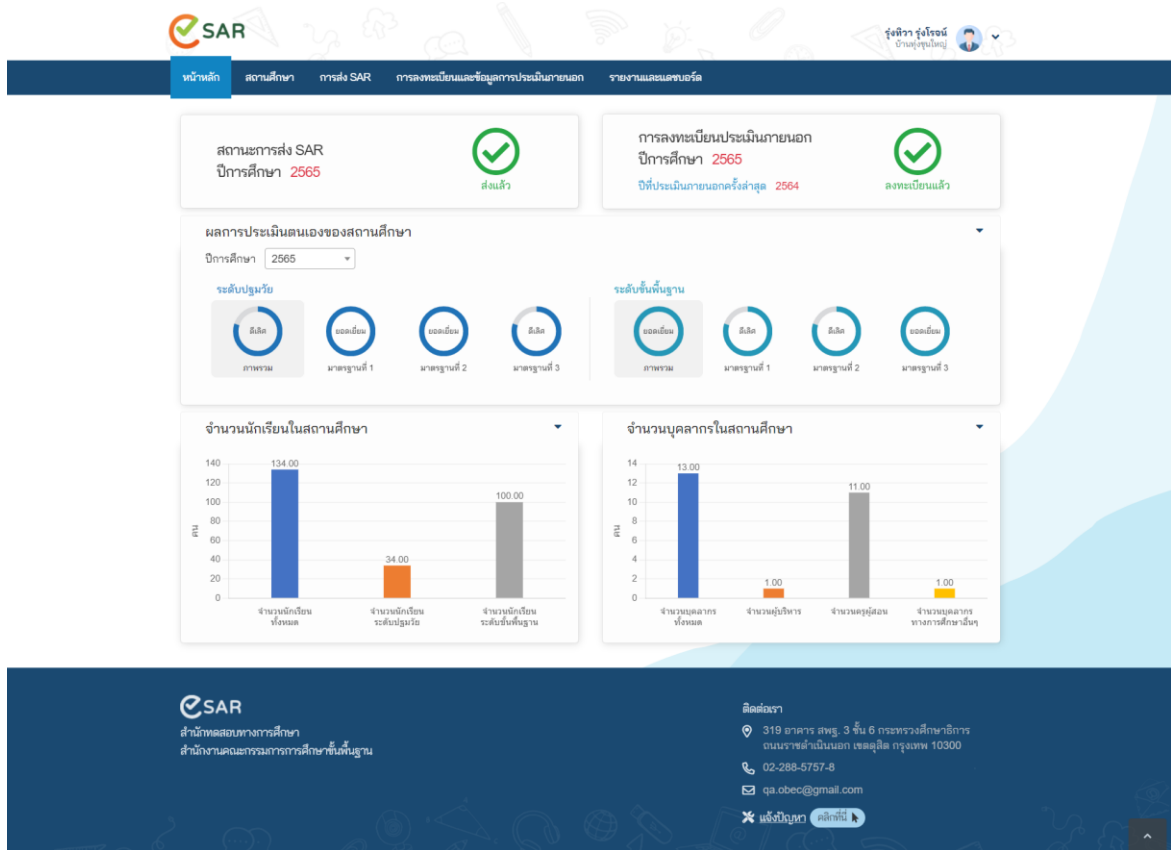 SAR
รุ่งทิวา รุ่งโรจน์
บ้านทุ่งขุนใหญ่
หน้าหลัก สถานศึกษา การส่ง SAR การลงทะเบียนและข้อมูลการประเมินภายนอก รายงานและแดชบอร์ด
สถานะการส่ง SAR
ปีการศึกษา 2565
ส่งแล้ว
การลงทะเบียนประเมินภายนอก
ปีการศึกษา 2565
ปีที่ประเมินภายนอกครั้งล่าสุด 2564
ลงทะเบียนแล้ว
ผลการประเมินตนเองของสถานศึกษา
ปีการศึกษา 2565
ระดับปฐมวัย
ดีเลิศ ยอดเยี่ยม ยอดเยี่ยม ดีเลิศ
ภาพรวม มาตรฐานที่ 1 มาตรฐานที่ 2 มาตรฐานที่ 3
ระดับขั้นพื้นฐาน
ยอดเยี่ยม ดีเลิศ ดีเลิศ ยอดเยี่ยม
ภาพรวม มาตรฐานที่ 1 มาตรฐานที่ 2 มาตรฐานที่ 3
จำนวนนักเรียนในสถานศึกษา
คน
140
120
100
80
60
40
20
0
134.00
34.00
100.00
จำนวนนักเรียน
ทั้งหมด
จำนวนนักเรียน
ระดับปฐมวัย
จำนวนนักเรียน
ระดับขั้นพื้นฐาน
จำนวนบุคลากรในสถานศึกษา
คน
14
12
10
8
6
4
2
0
13.00
1.00
11.00
1.00
จำนวนบุคลากร
ทั้งหมด
จำนวนผู้บริหาร
จำนวนครูผู้สอน
จำนวนบุคลากร
ทางการศึกษาอื่นๆ
SAR
สำนักทดสอบทางการศึกษา
สำนักงานคณะกรรมการการศึกษาขั้นพื้นฐาน
ติดต่อเรา
319 อาคาร สพฐ. 3 ชั้น 6 กระทรวงศึกษาธิการ
ถนนราชดำเนินนอก เขตดุสิต กรุงเทพ 10300
02-288-5757-8
qa.obec@gmail.com
แจ้งปัญหา คลิกที่นี่